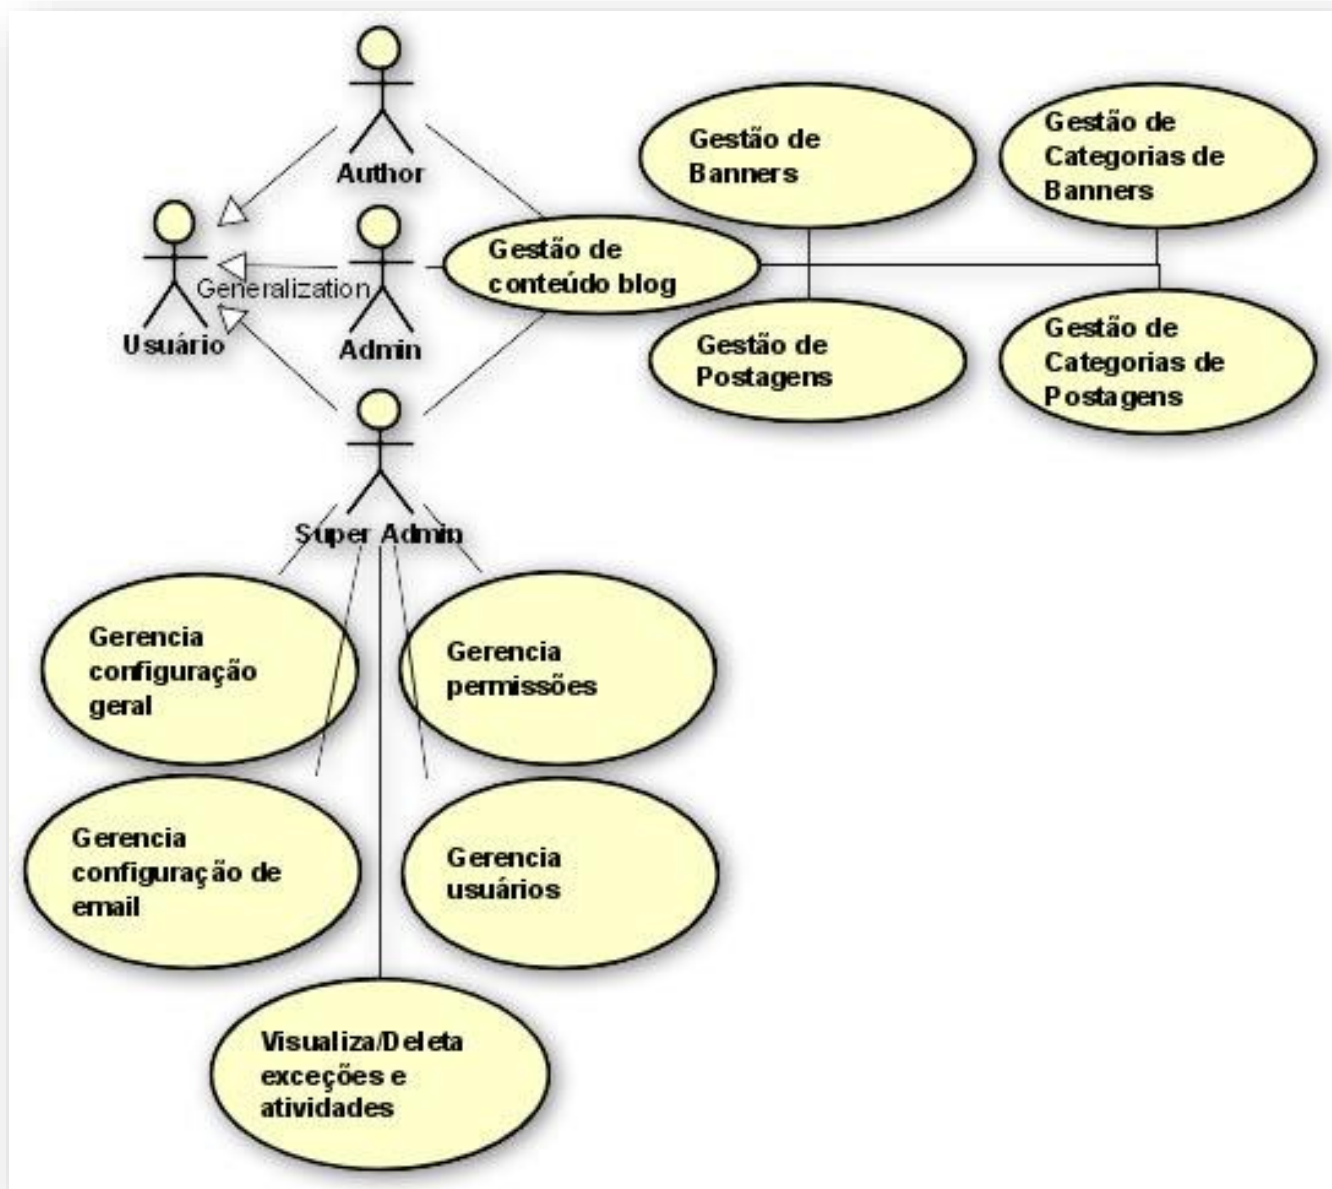 Author
Generalization
Usuário
Admin
Super Admin
Gestão de
conteúdo blog
Gestão de
Banners
Gestão de
Categorias de
Banners
Gestão de
Postagens
Gestão de
Categorias de
Postagens
Gerencia
configuração
geral
Gerencia
permissões
Gerencia
configuração de
email
Gerencia
usuários
Visualiza/Deleta
exceções e
atividades